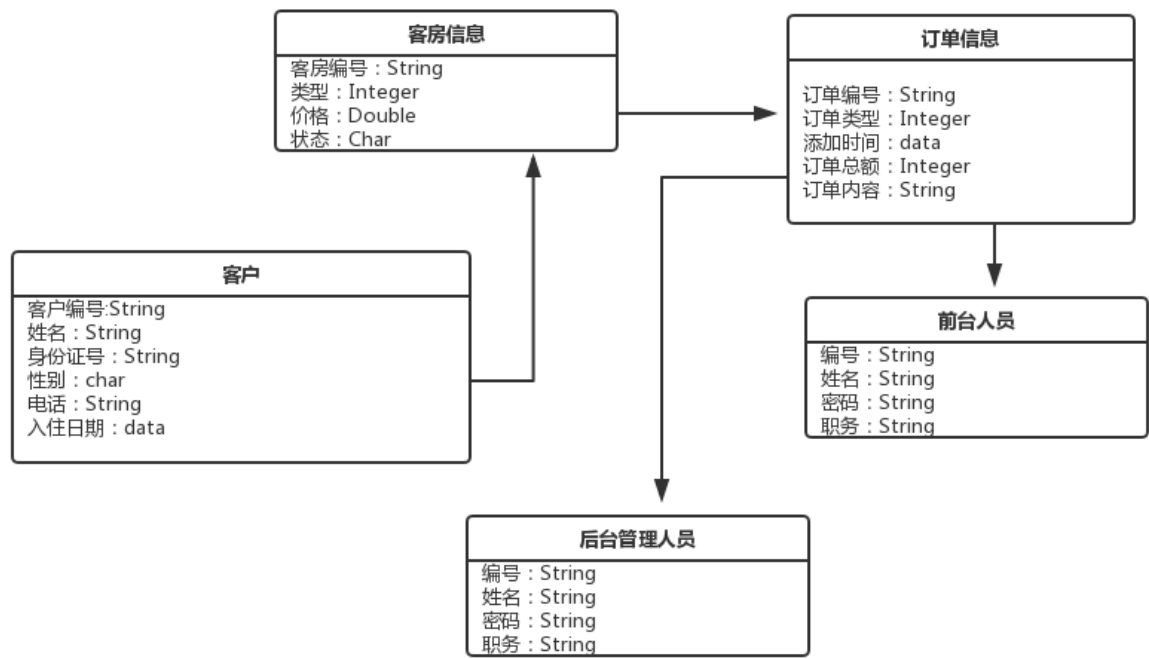 客房信息
客房编号：String
类型：Integer
价格：Double
状态：Char
订单信息
订单编号：String
订单类型：Integer
添加时间：data
订单总额：Integer
订单内容：String
客户
客户编号:String
姓名：String
身份证号：String
性别：char
电话：String
入住日期：data
前台人员
编号：String
姓名：String
密码：String
职务：String
后台管理人员
编号：String
姓名：String
密码：String
职务：String